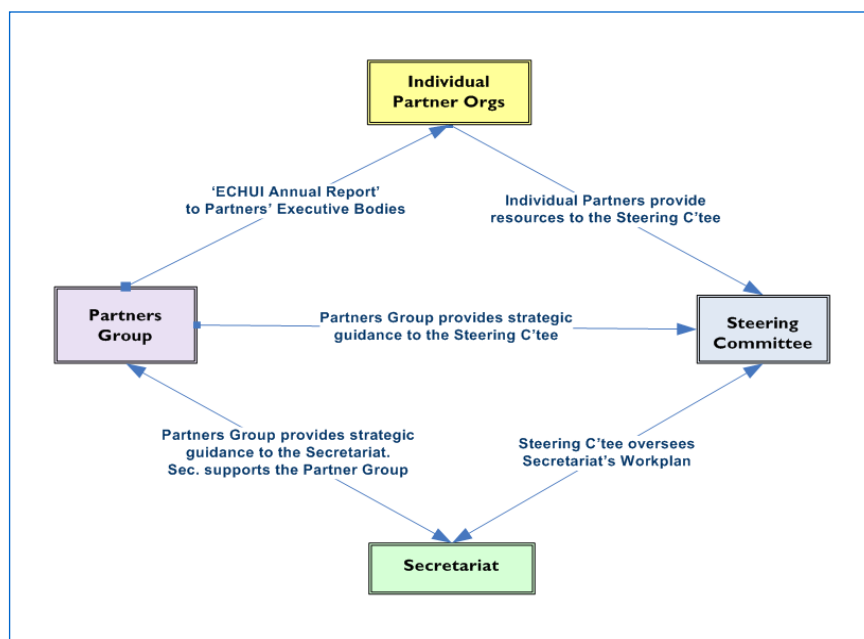 Individual
Partner Orgs
‘ECHUI Annual Report’
to Partners’ Executive Bodies
Individual Partners provide
resources to the Steering C’tee
Partners
Group
Partners Group provides strategic
guidance to the Steering C’tee
Steering
Committee
Partners Group provides strategic
guidance to the Secretariat.
Sec. supports the Partner Group
Steering C’tee oversees
Secretariat’s Workplan
Secretariat